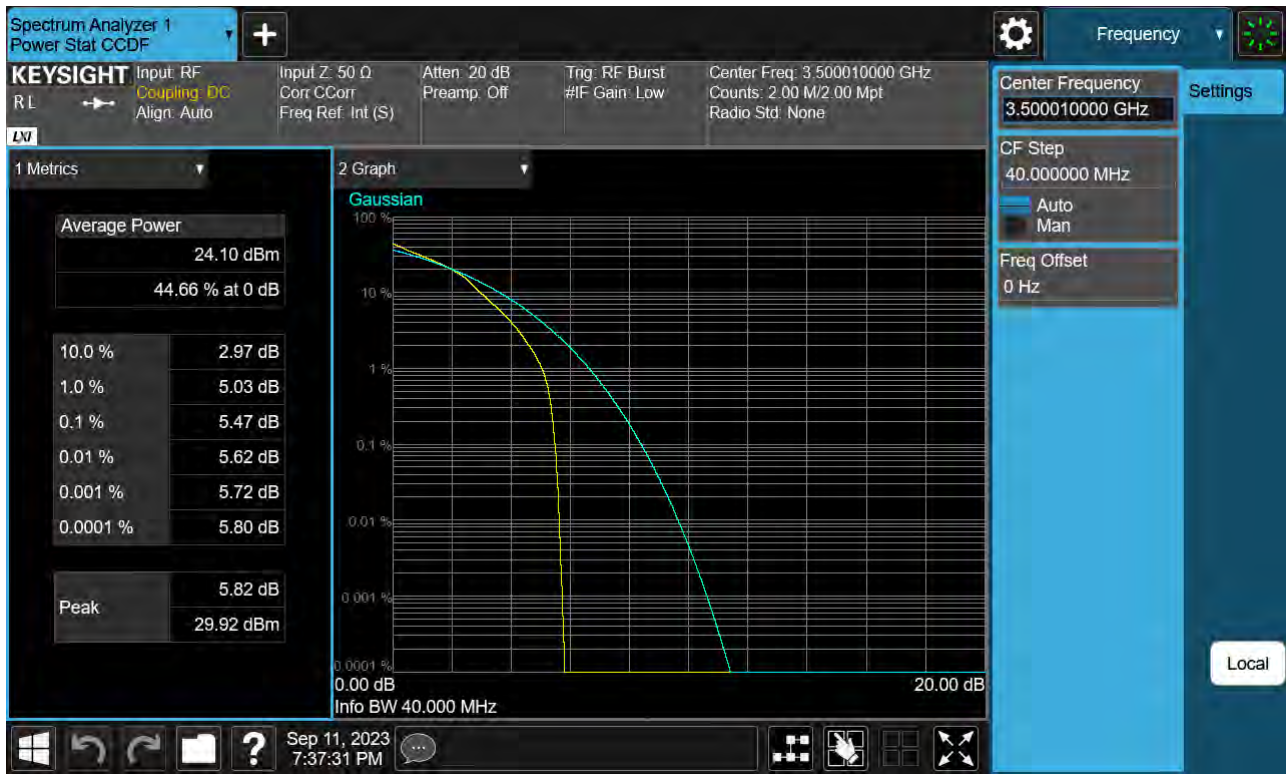 Spectrum Analyzer 1
Power Stat CCDF
Frequency
KEYSIGHT
RL
LXI
Input: RF
Coupling: DC
Align: Auto
Input Z: 50 Ω
Corr CCorr
Freq Ref: Int (S)
Atten: 20 dB
Preamp: Off
Trig: RF Burst
#IF Gain: Low
Center Freq: 3.500010000 GHz
Counts: 2.00 M/2.00 Mpt
Radio Std: None
1 Metrics
Average Power
24.10 dBm
44.66 % at 0 dB
10.0 % 2.97 dB
1.0 % 5.03 dB
0.1 % 5.47 dB
0.01 % 5.62 dB
0.001 % 5.72 dB
0.0001 % 5.80 dB
Peak
5.82 dB
29.92 dBm
2 Graph
Gaussian
100 %
10 %
1 %
0.1 %
0.01 %
0.001 %
0.0001 %
0.00 dB 20.00 dB
Info BW 40.000 MHz
Center Frequency
3.500010000 GHz
CF Step
40.000000 MHz
Auto
Man
Freq Offset
0 Hz
Settings
Local
?
Sep 11, 2023
7:37:31 PM